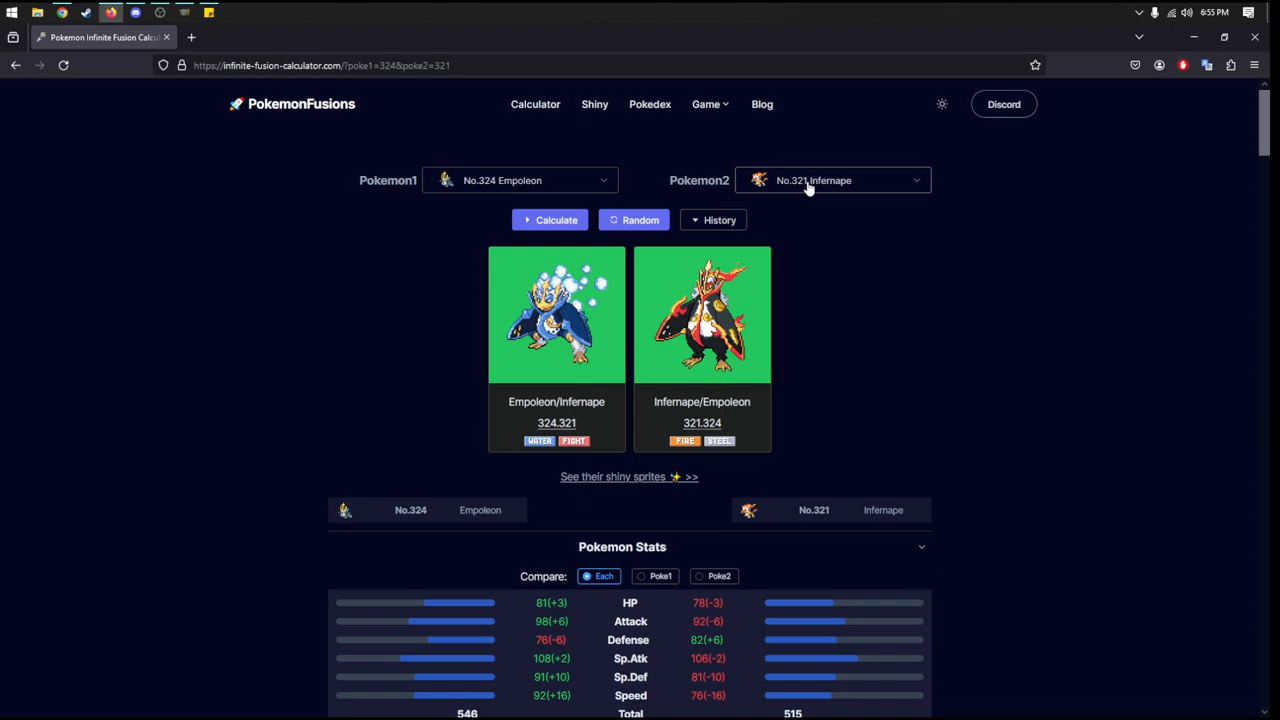 6:55 PM
Pokemon Infinite Fusion Calcul
https://infinite-fusion-calculator.com/?poke1=324&poke2=321
PokemonFusions
Calculator Shiny Pokedex Game Blog
Discord
Pokemon1 No.324 Empoleon
Pokemon2 No.321 Infernape
Calculate Random History
Empoleon/Infernape Infernape/Empoleon
324.321 321.324
WATER FIGHT FIRE STEEL
See their shiny sprites ✨ >>
No.324 Empoleon No.321 Infernape
Pokemon Stats
Compare: Each Poke1 Poke2
81(+3) HP 78(-3)
98(+6) Attack 92(-6)
76(-6) Defense 82(+6)
108(+2) Sp.Atk 106(-2)
91(+10) Sp.Def 81(-10)
92(+16) Speed 76(-16)
546 Total 515